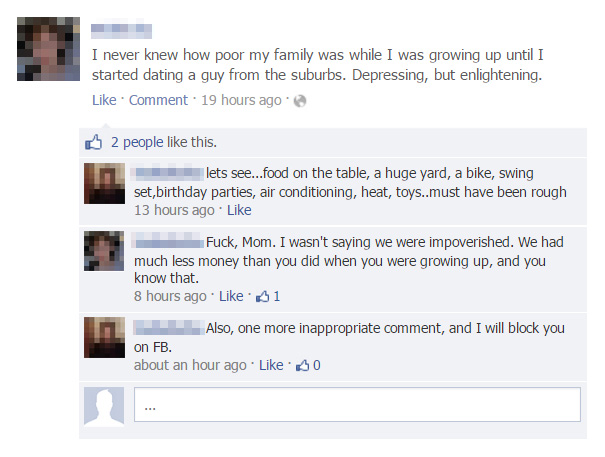 I never knew how poor my family was while I was growing up until I
started dating a guy from the suburbs. Depressing, but enlightening.
Like · Comment · 19 hours ago ·
2 people like this.
lets see...food on the table, a huge yard, a bike, swing
set,birthday parties, air conditioning, heat, toys..must have been rough
13 hours ago · Like
Fuck, Mom. I wasn't saying we were impoverished. We had
much less money than you did when you were growing up, and you
know that.
8 hours ago · Like · 1
Also, one more inappropriate comment, and I will block you
on FB.
about an hour ago · Like · 0
...